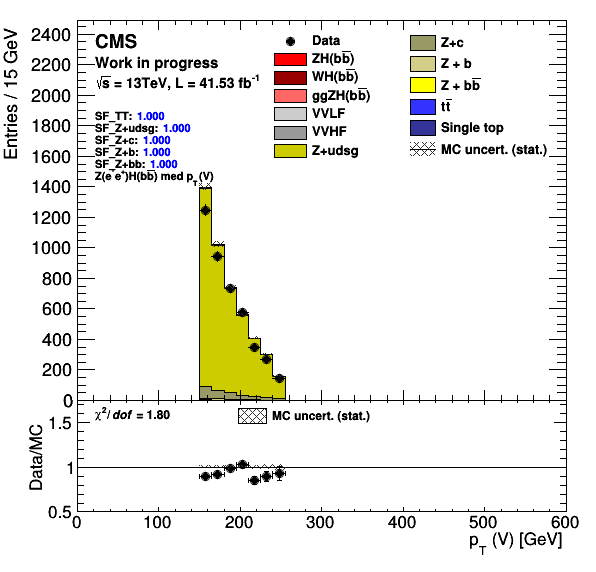 Entries / 15 GeV
2400
2200
2000
1800
1600
1400
1200
1000
800
600
400
200
0
CMS
Work in progress
√s = 13TeV, L = 41.53 fb⁻¹
SF_TT: 1.000
SF_Z+udsg: 1.000
SF_Z+c: 1.000
SF_Z+b: 1.000
SF_Z+bb: 1.000
Z(e⁻e⁺)H(bb̅) med p_T(V)
Data
ZH(bb̅)
WH(bb̅)
ggZH(bb̅)
VVLF
VVHF
Z+udsg
Z+c
Z + b
Z + bb̅
tt̅
Single top
MC uncert. (stat.)
Data/MC
1.5
1
0.5
χ²/dof = 1.80
MC uncert. (stat.)
0 100 200 300 400 500 600
p_T (V) [GeV]